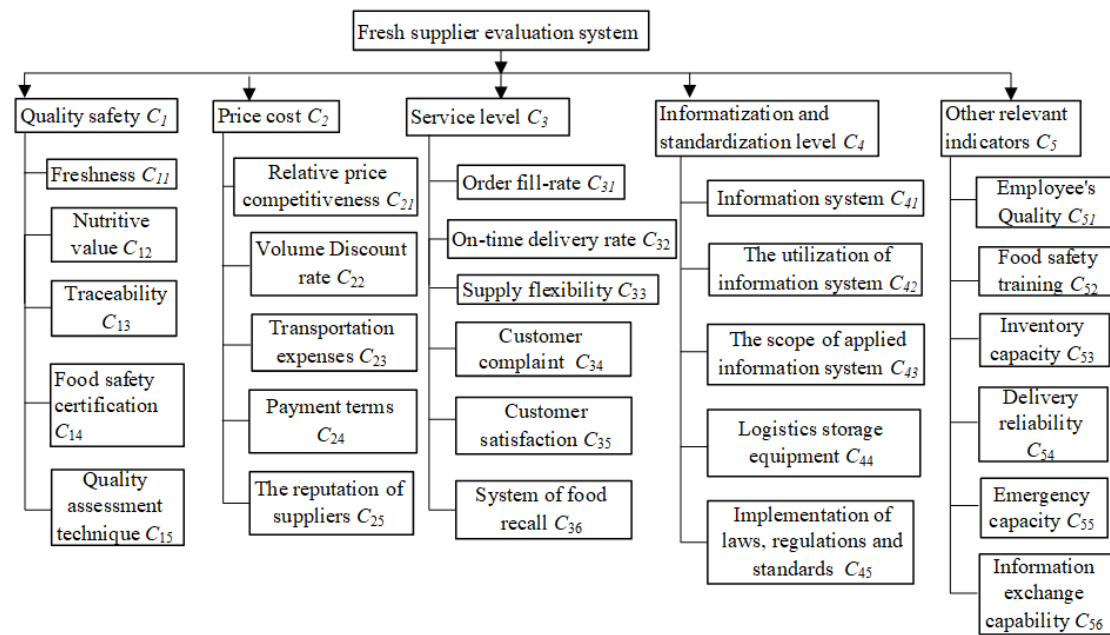 Fresh supplier evaluation system
Quality safety C1
Freshness C11
Nutritive
value C12
Traceability
C13
Food safety
certification
C14
Quality
assessment
technique C15
Price cost C2
Relative price
competitiveness C21
Volume Discount
rate C22
Transportation
expenses C23
Payment terms
C24
The reputation of
suppliers C25
Service level C3
Order fill-rate C31
On-time delivery rate C32
Supply flexibility C33
Customer
complaint C34
Customer
satisfaction C35
System of food
recall C36
Informatization and
standardization level C4
Information system C41
The utilization of
information system C42
The scope of applied
information system C43
Logistics storage
equipment C44
Implementation of
laws, regulations and
standards C45
Other relevant
indicators C5
Employee's
Quality C51
Food safety
training C52
Inventory
capacity C53
Delivery
reliability
C54
Emergency
capacity C55
Information
exchange
capability C56